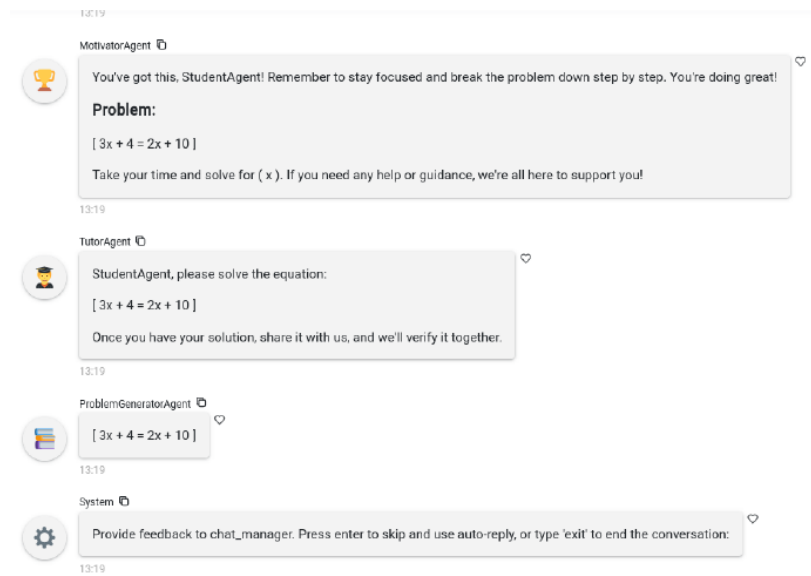 13:19
MotivatorAgent
You've got this, StudentAgent! Remember to stay focused and break the problem down step by step. You're doing great!
Problem:
[ 3x + 4 = 2x + 10 ]
Take your time and solve for ( x ). If you need any help or guidance, we're all here to support you!
13:19
TutorAgent
StudentAgent, please solve the equation:
[ 3x + 4 = 2x + 10 ]
Once you have your solution, share it with us, and we'll verify it together.
13:19
ProblemGeneratorAgent
[ 3x + 4 = 2x + 10 ]
13:19
System
Provide feedback to chat_manager. Press enter to skip and use auto-reply, or type 'exit' to end the conversation:
13:19